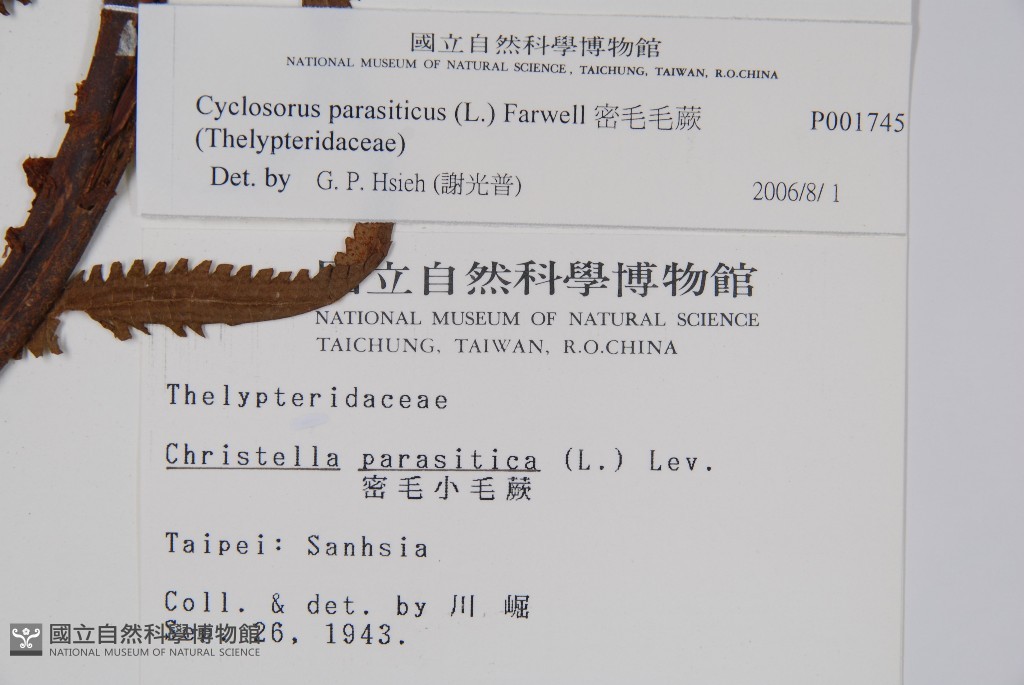 國立自然科學博物館
NATIONAL MUSEUM OF NATURAL SCIENCE, TAICHUNG, TAIWAN, R.O.CHINA
Cyclosorus parasiticus (L.) Farwell 密毛毛蕨 P001745
(Thelypteridaceae)
Det. by G. P. Hsieh (謝光普) 2006/8/ 1
立自然科學博物館
NATIONAL MUSEUM OF NATURAL SCIENCE
TAICHUNG, TAIWAN, R.O.CHINA
Thelypteridaceae
Christella parasitica (L.) Lev.
密毛小毛蕨
Taipei: Sanhsia
Coll. & det. by 川 崛
26, 1943.
國立自然科學博物館
NATIONAL MUSEUM OF NATURAL SCIENCE